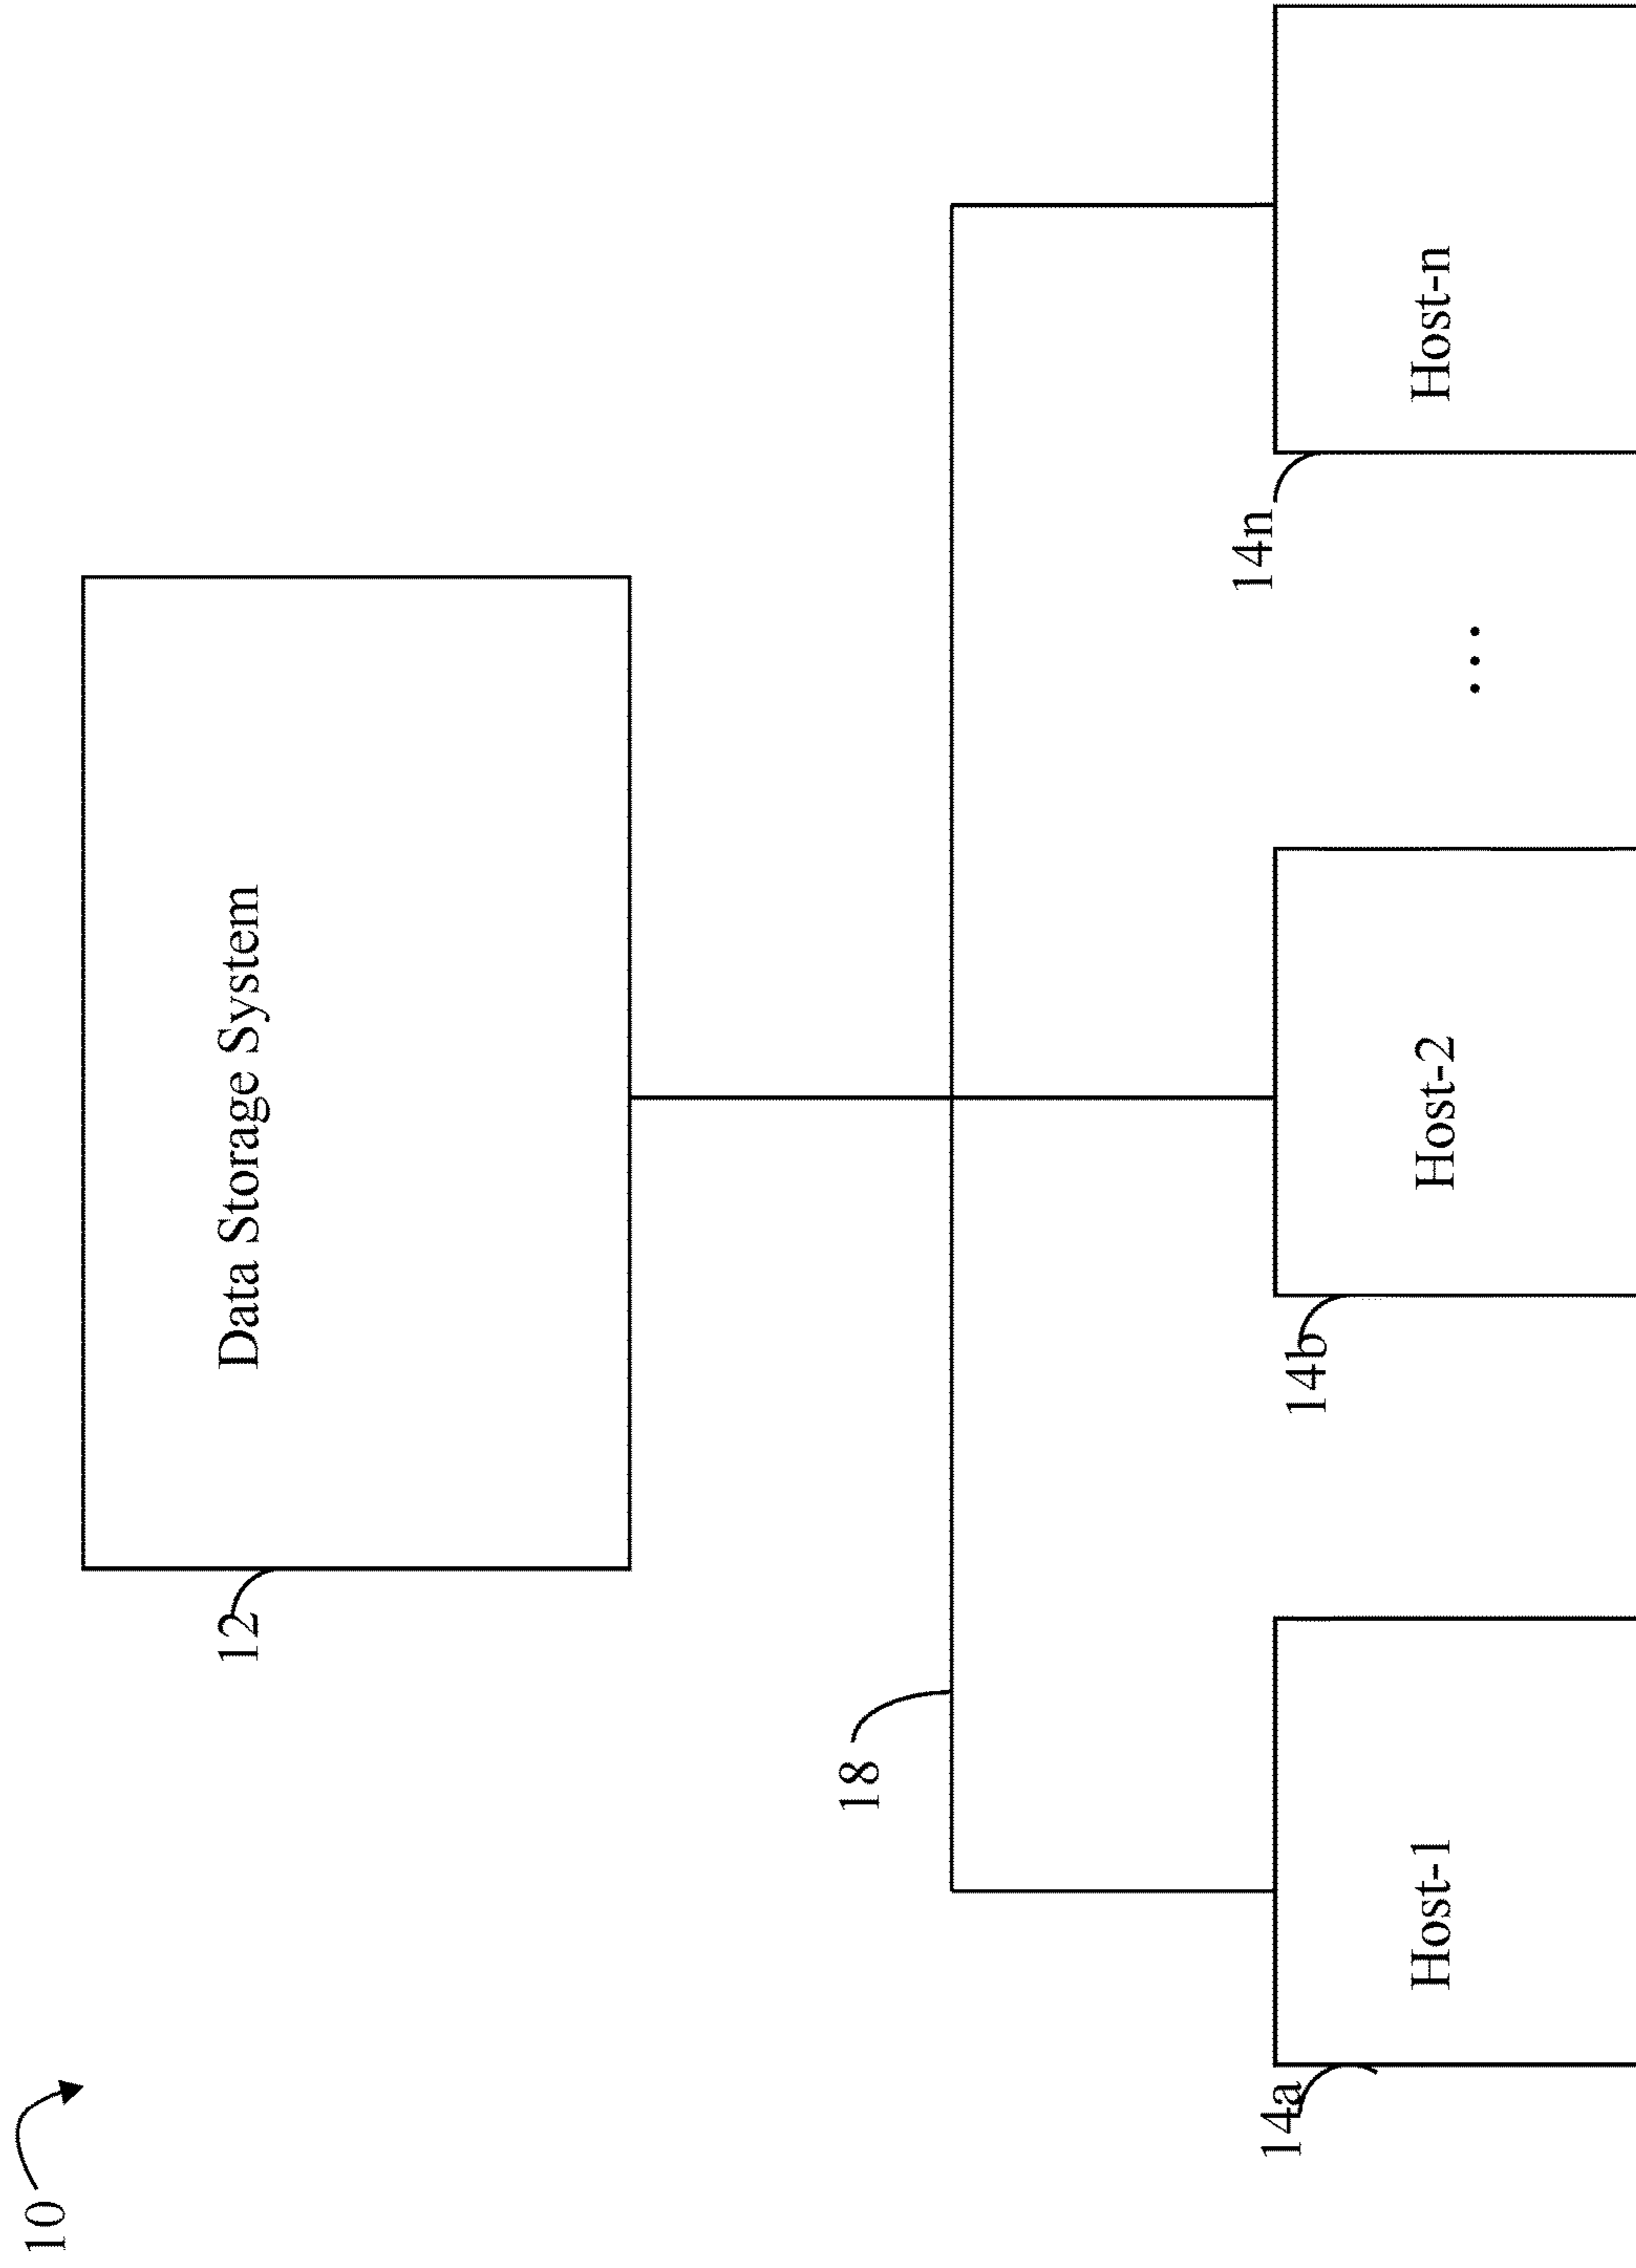 10
12
Data Storage System
18
14a
Host-1
14b
Host-2
...
14n
Host-n